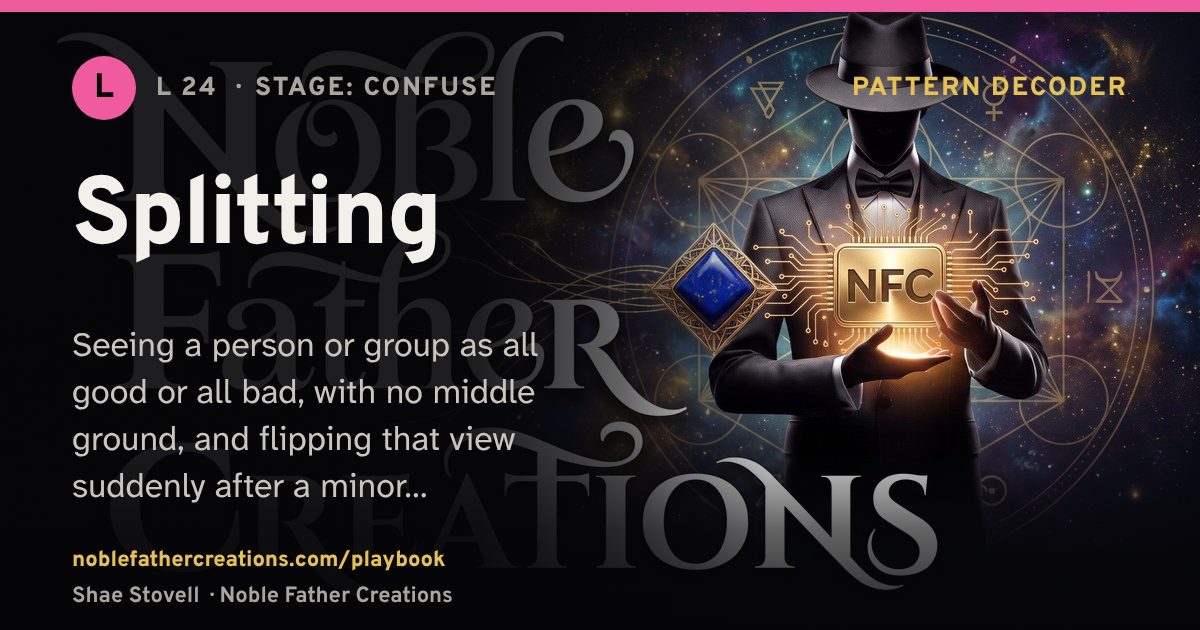 L
L 24 · STAGE: CONFUSE
PATTERN DECODER
Noble
Splitting
Father
NFC
Seeing a person or group as all
good or all bad, with no middle
ground, and flipping that view
suddenly after a minor...
Creations
noblefathercreations.com/playbook
Shae Stovell · Noble Father Creations